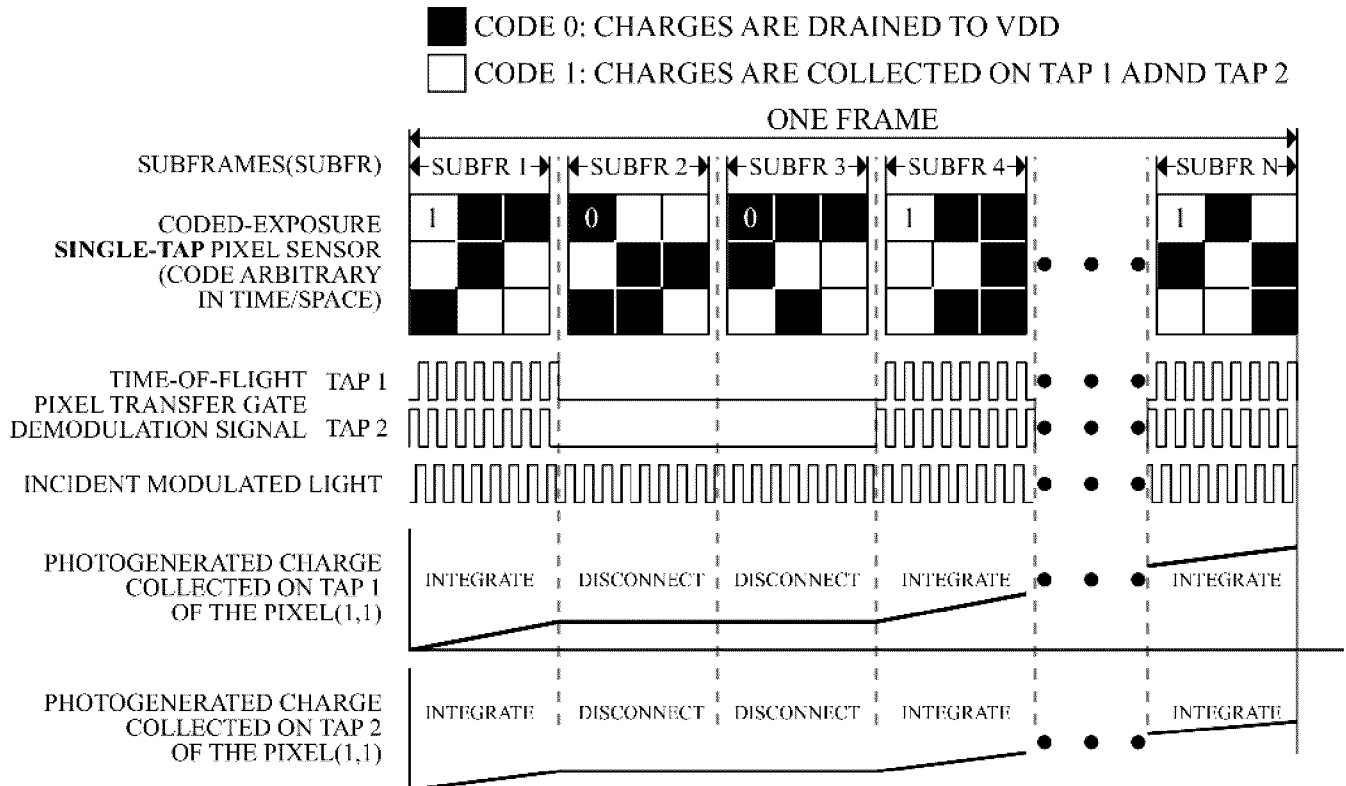 CODE 0: CHARGES ARE DRAINED TO VDD
CODE 1: CHARGES ARE COLLECTED ON TAP 1 ADND TAP 2
ONE FRAME
SUBFRAMES(SUBFR)
SUBFR 1
SUBFR 2
SUBFR 3
SUBFR 4
SUBFR N
CODED-EXPOSURE
SINGLE-TAP PIXEL SENSOR
(CODE ARBITRARY
IN TIME/SPACE)
1
0
0
1
1
TIME-OF-FLIGHT
PIXEL TRANSFER GATE
DEMODULATION SIGNAL
TAP 1
TAP 2
INCIDENT MODULATED LIGHT
PHOTOGENERATED CHARGE
COLLECTED ON TAP 1
OF THE PIXEL(1,1)
INTEGRATE
DISCONNECT
DISCONNECT
INTEGRATE
INTEGRATE
PHOTOGENERATED CHARGE
COLLECTED ON TAP 2
OF THE PIXEL(1,1)
INTEGRATE
DISCONNECT
DISCONNECT
INTEGRATE
INTEGRATE